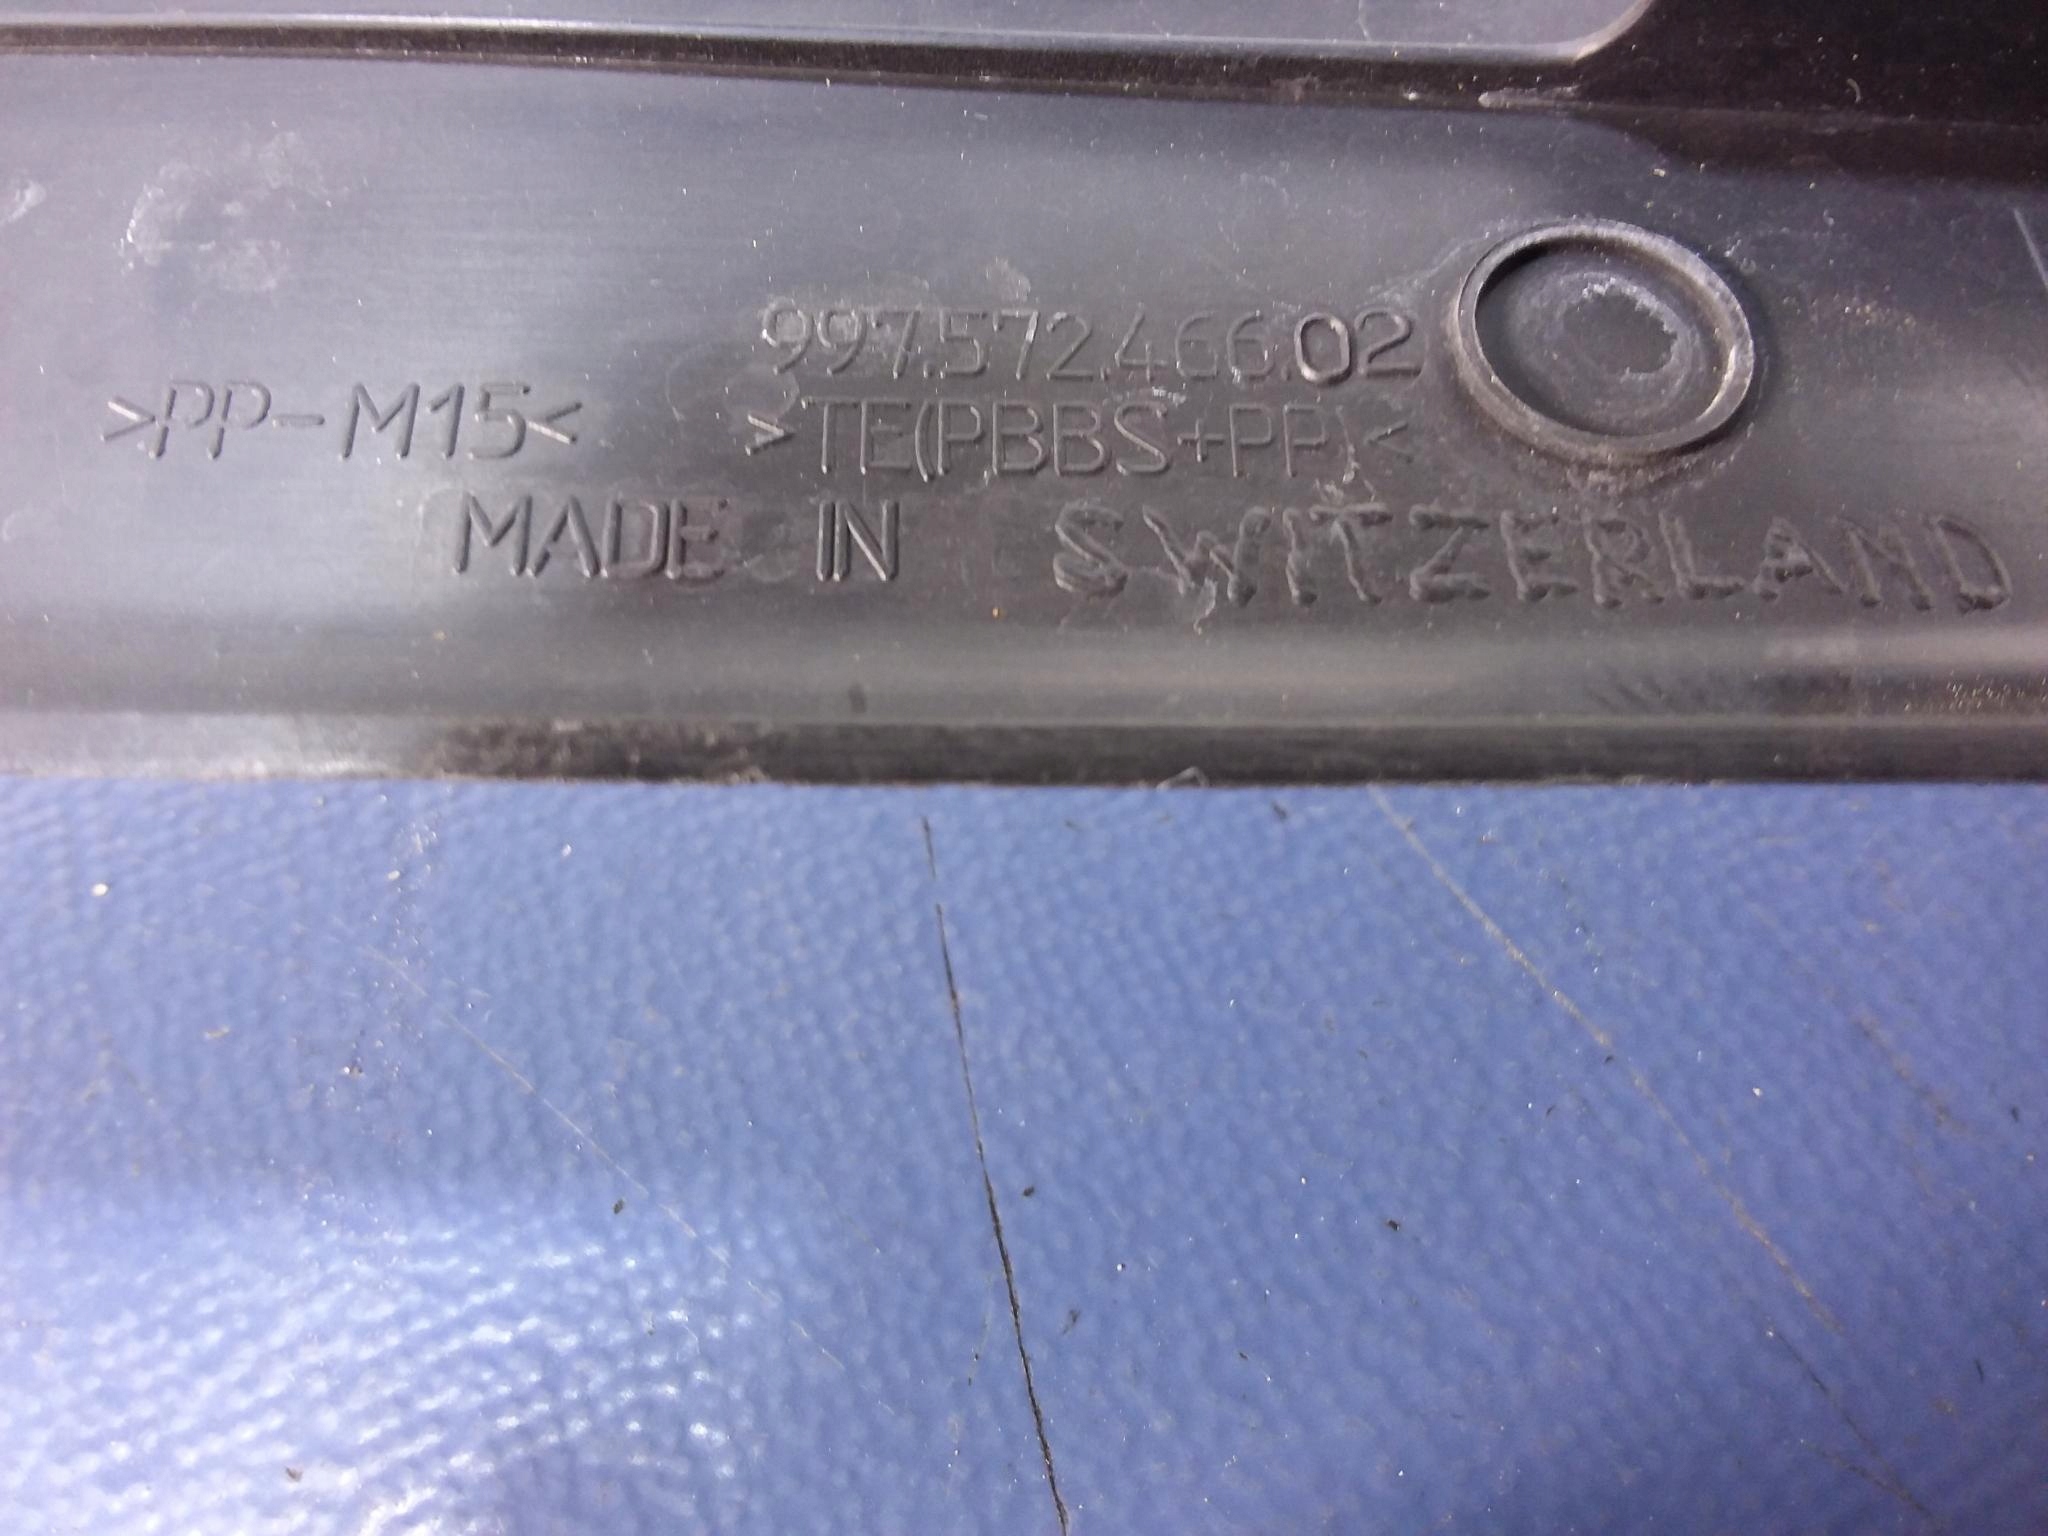 997.572.466.02
>PP-M15< >TE(PBBS+PP)<
MADE IN SWITZERLAND